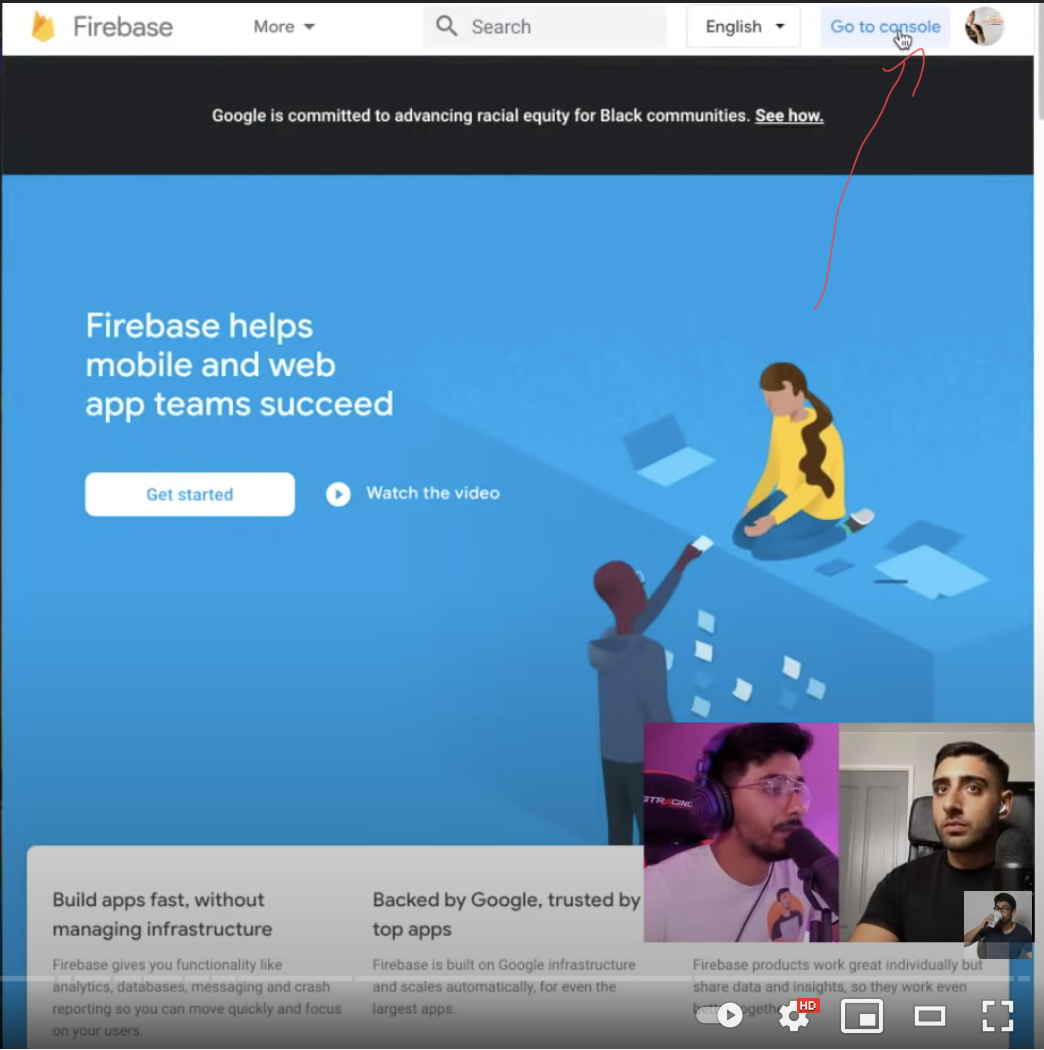 Firebase
More
Search
English
Go to console
Google is committed to advancing racial equity for Black communities. See how.
Firebase helps
mobile and web
app teams succeed
Get started
Watch the video
Build apps fast, without
managing infrastructure
Firebase gives you functionality like
analytics, databases, messaging and crash
reporting so you can move quickly and focus
on your users.
Backed by Google, trusted by
top apps
Firebase is built on Google infrastructure
and scales automatically, for even the
largest apps.
Firebase products work great individually but
share data and insights, so they work even
HD